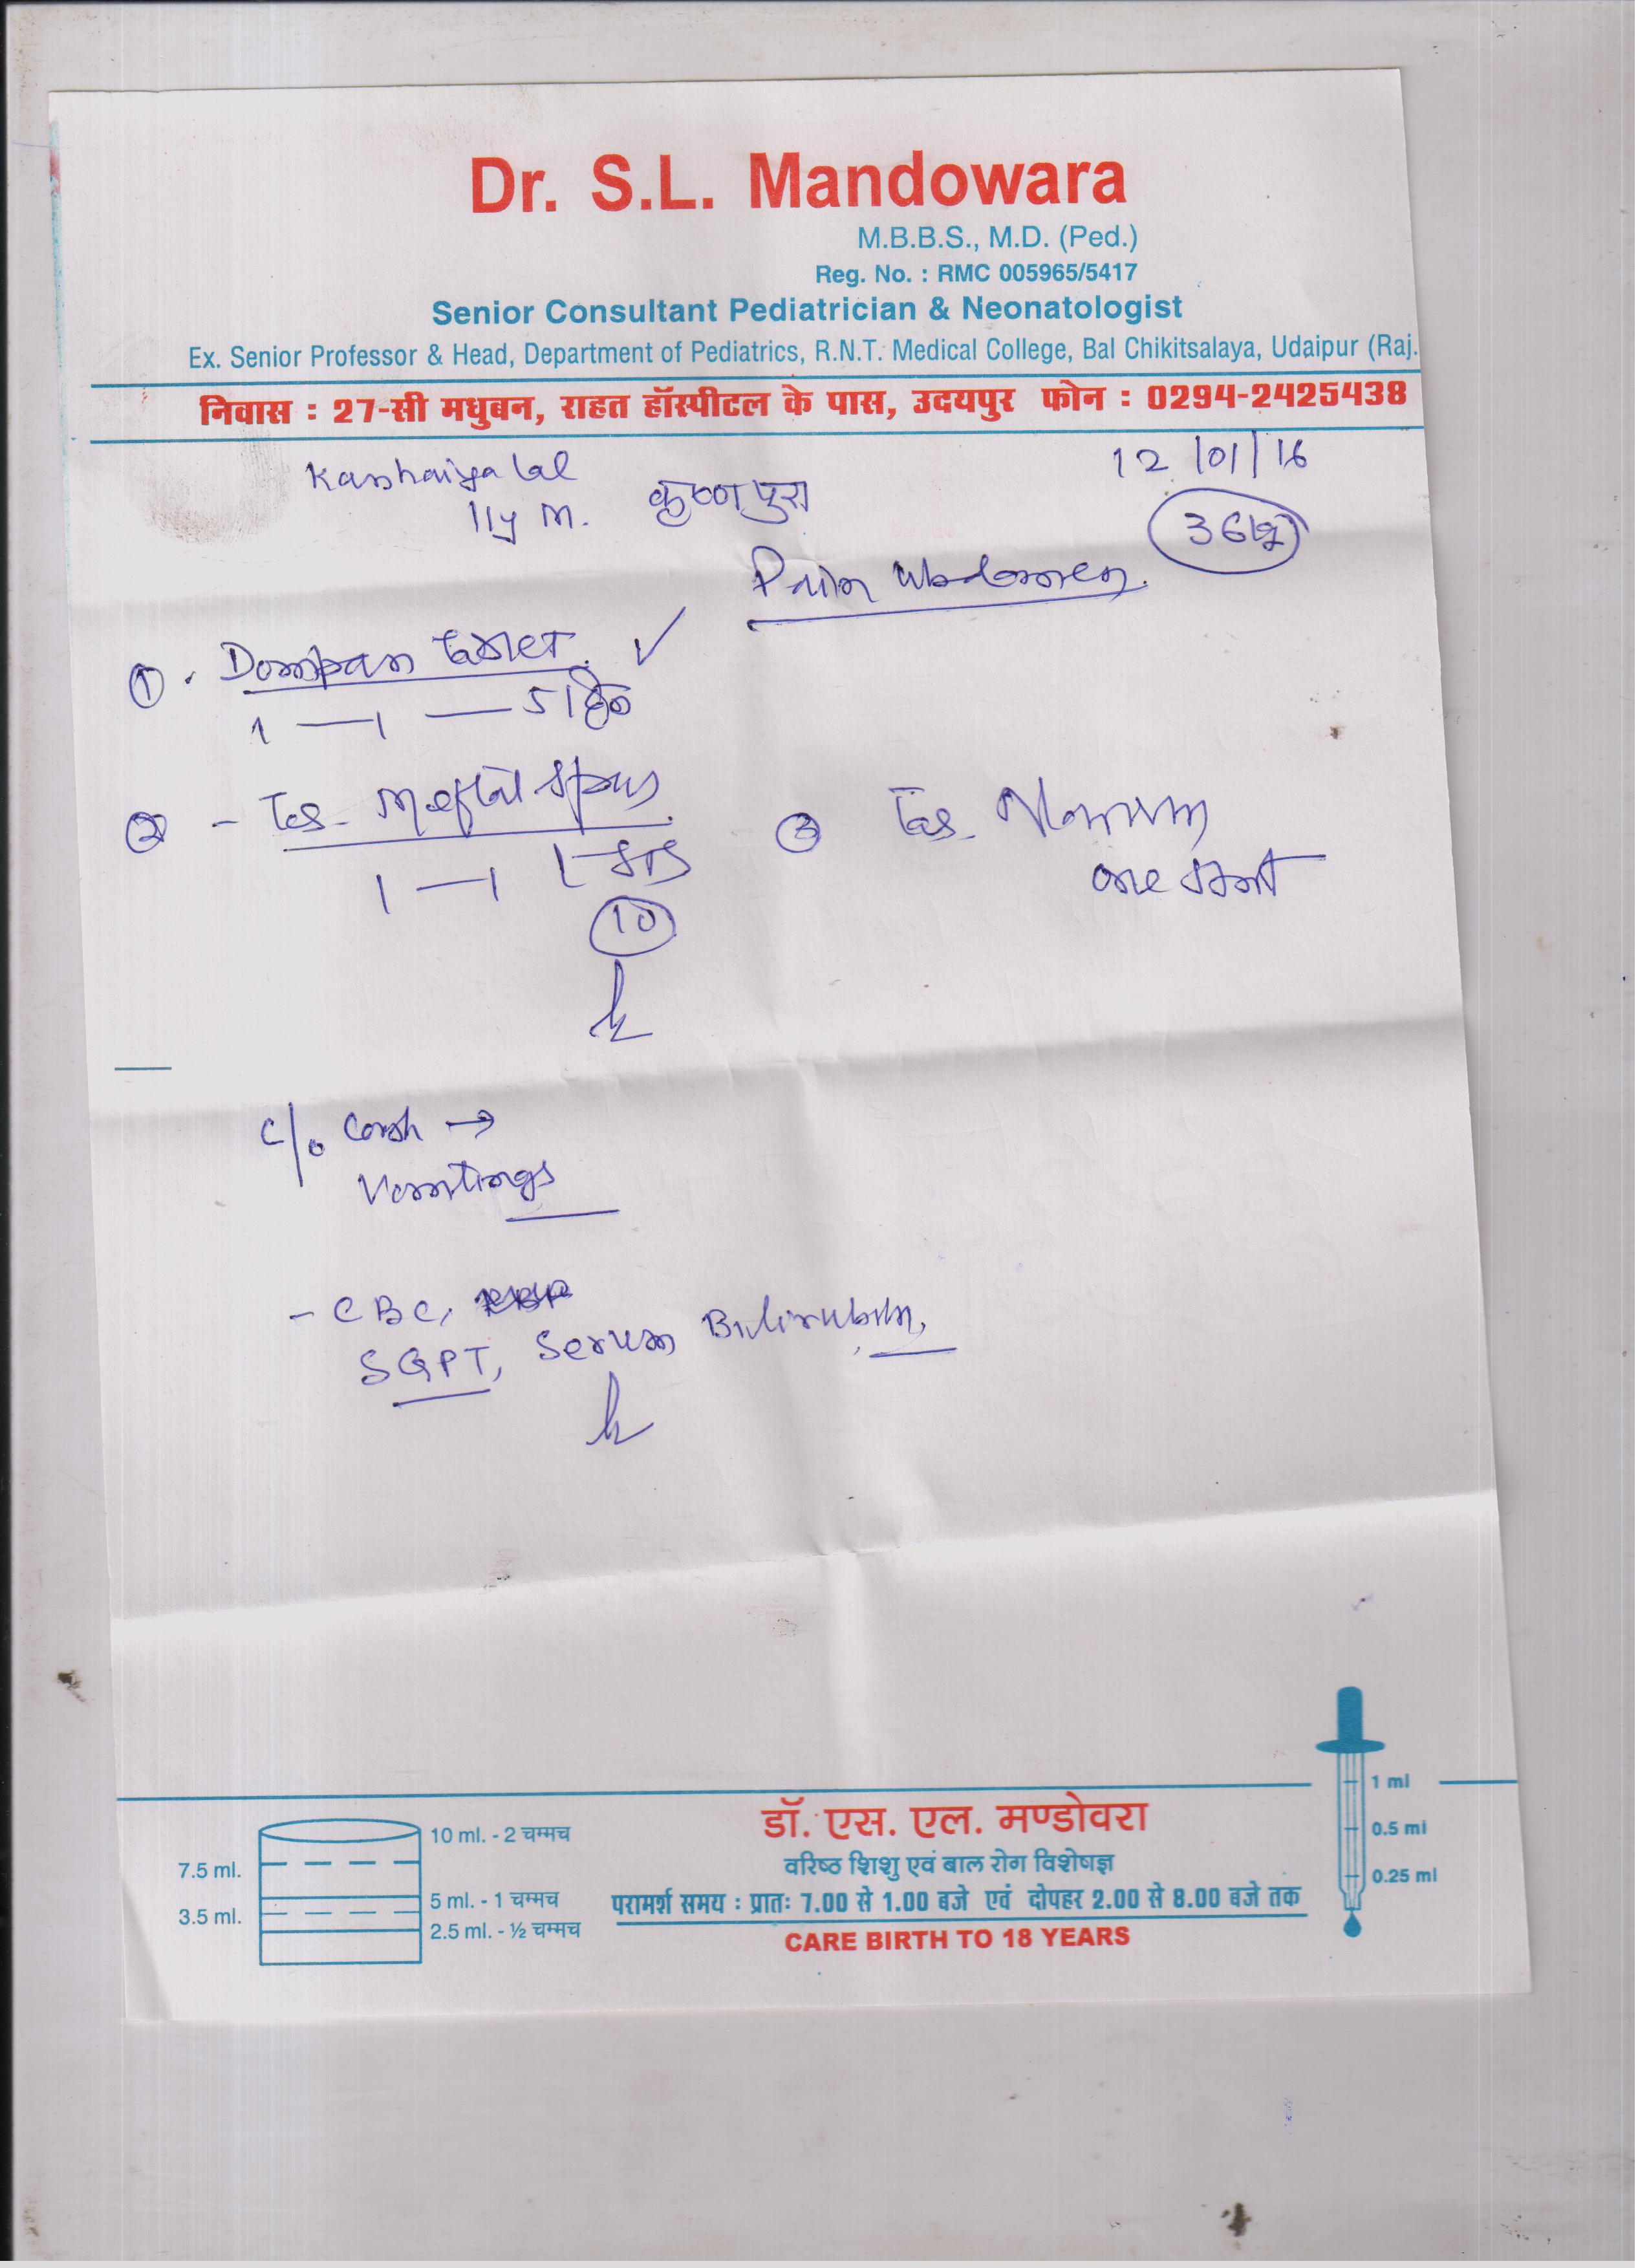 Dr. S.L. Mandowara
M.B.B.S., M.D. (Ped.)
Reg. No. : RMC 005965/5417
Senior Consultant Pediatrician & Neonatologist
Ex. Senior Professor & Head, Department of Pediatrics, R.N.T. Medical College, Bal Chikitsalaya, Udaipur (Raj.
निवास : 27-सी मधुबन, राहत हॉस्पीटल के पास, उदयपुर फोन : 0294-2425438
12/01/16
Kanhaiya lal
11y M. कृष्णपुरा
36kg
Pain Abdomen.
① Dompan tablet ✓
1 — 1 — 5
② - Tab. Meftal Spas
1 — 1
10
③ Tab.
one
C/o Cough →
Vomitings
- CBC,
SGPT, Serum Bilirubin,
1 ml
0.5 ml
0.25 ml
10 ml. - 2 चम्मच
7.5 ml.
5 ml. - 1 चम्मच
3.5 ml.
2.5 ml. - ½ चम्मच
डॉ. एस. एल. मण्डोवरा
वरिष्ठ शिशु एवं बाल रोग विशेषज्ञ
परामर्श समय : प्रातः 7.00 से 1.00 बजे एवं दोपहर 2.00 से 8.00 बजे तक
CARE BIRTH TO 18 YEARS